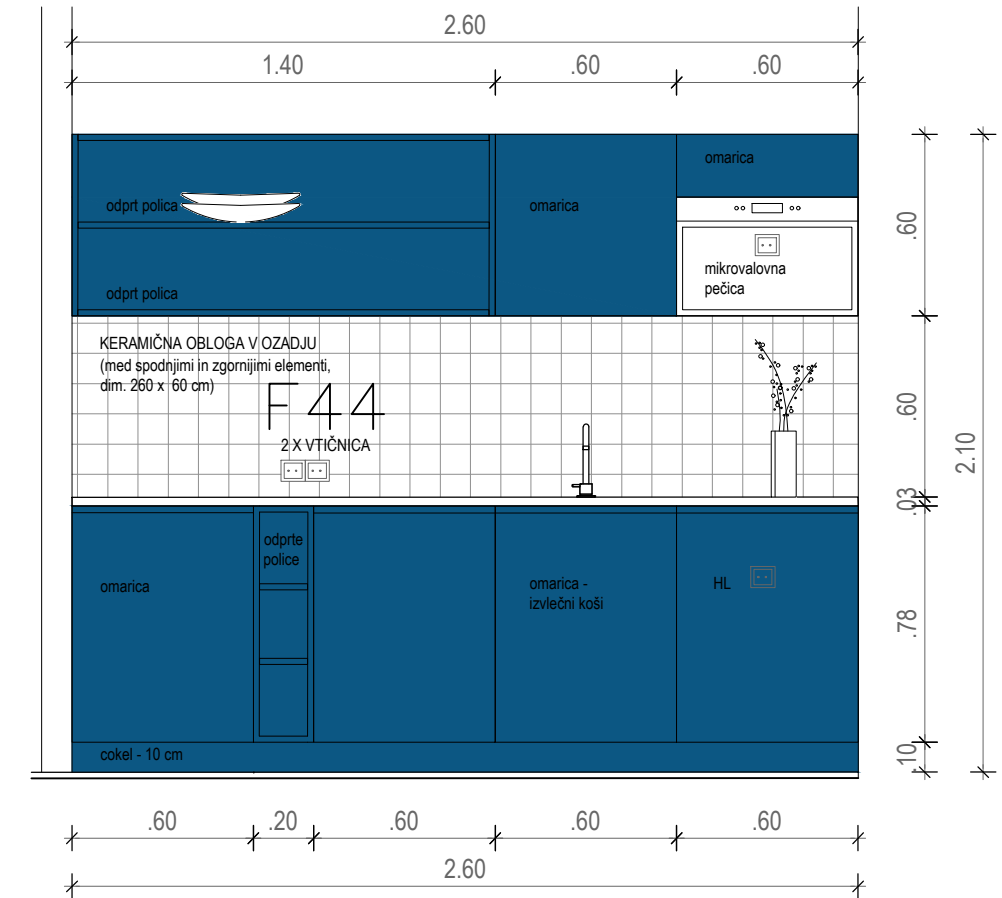 2.60
1.40
.60
.60
omarica
odprt polica
omarica
.60
mikrovalovna
pečica
odprt polica
KERAMIČNA OBLOGA V OZADJU
(med spodnjimi in zgornijimi elementi,
dim. 260 x 60 cm)
F 44
2 X VTIČNICA
.60
2.10
.03
odprte
police
omarica
omarica -
izvlečni koši
HL
.78
cokel - 10 cm
.10
.60
.20
.60
.60
.60
2.60